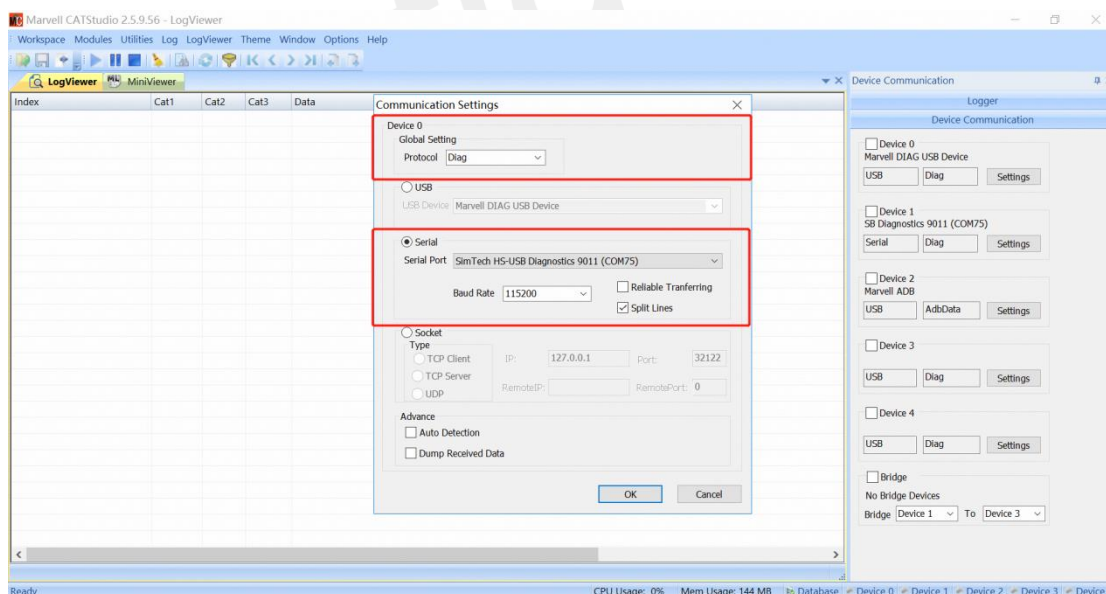 Marvell CATStudio 2.5.9.56 - LogViewer
Workspace Modules Utilities Log LogViewer Theme Window Options Help
LogViewer MiniViewer
Index Cat1 Cat2 Cat3 Data
Communication Settings
Device 0
Global Setting
Protocol Diag
USB
USB Device Marvell DIAG USB Device
Serial
Serial Port SimTech HS-USB Diagnostics 9011 (COM75)
Baud Rate 115200 Reliable Tranferring
Split Lines
Socket
Type
TCP Client IP: 127.0.0.1 Port: 32122
TCP Server
RemoteIP: RemotePort: 0
UDP
Advance
Auto Detection
Dump Received Data
OK Cancel
Device Communication
Logger
Device Communication
Device 0
Marvell DIAG USB Device
USB Diag Settings
Device 1
SB Diagnostics 9011 (COM75)
Serial Diag Settings
Device 2
Marvell ADB
USB AdbData Settings
Device 3
USB Diag Settings
Device 4
USB Diag Settings
Bridge
No Bridge Devices
Bridge Device 1 To Device 3
Ready CPU Usage: 0% Mem Usage: 144 MB Database Device 0 Device 1 Device 2 Device 3 Device